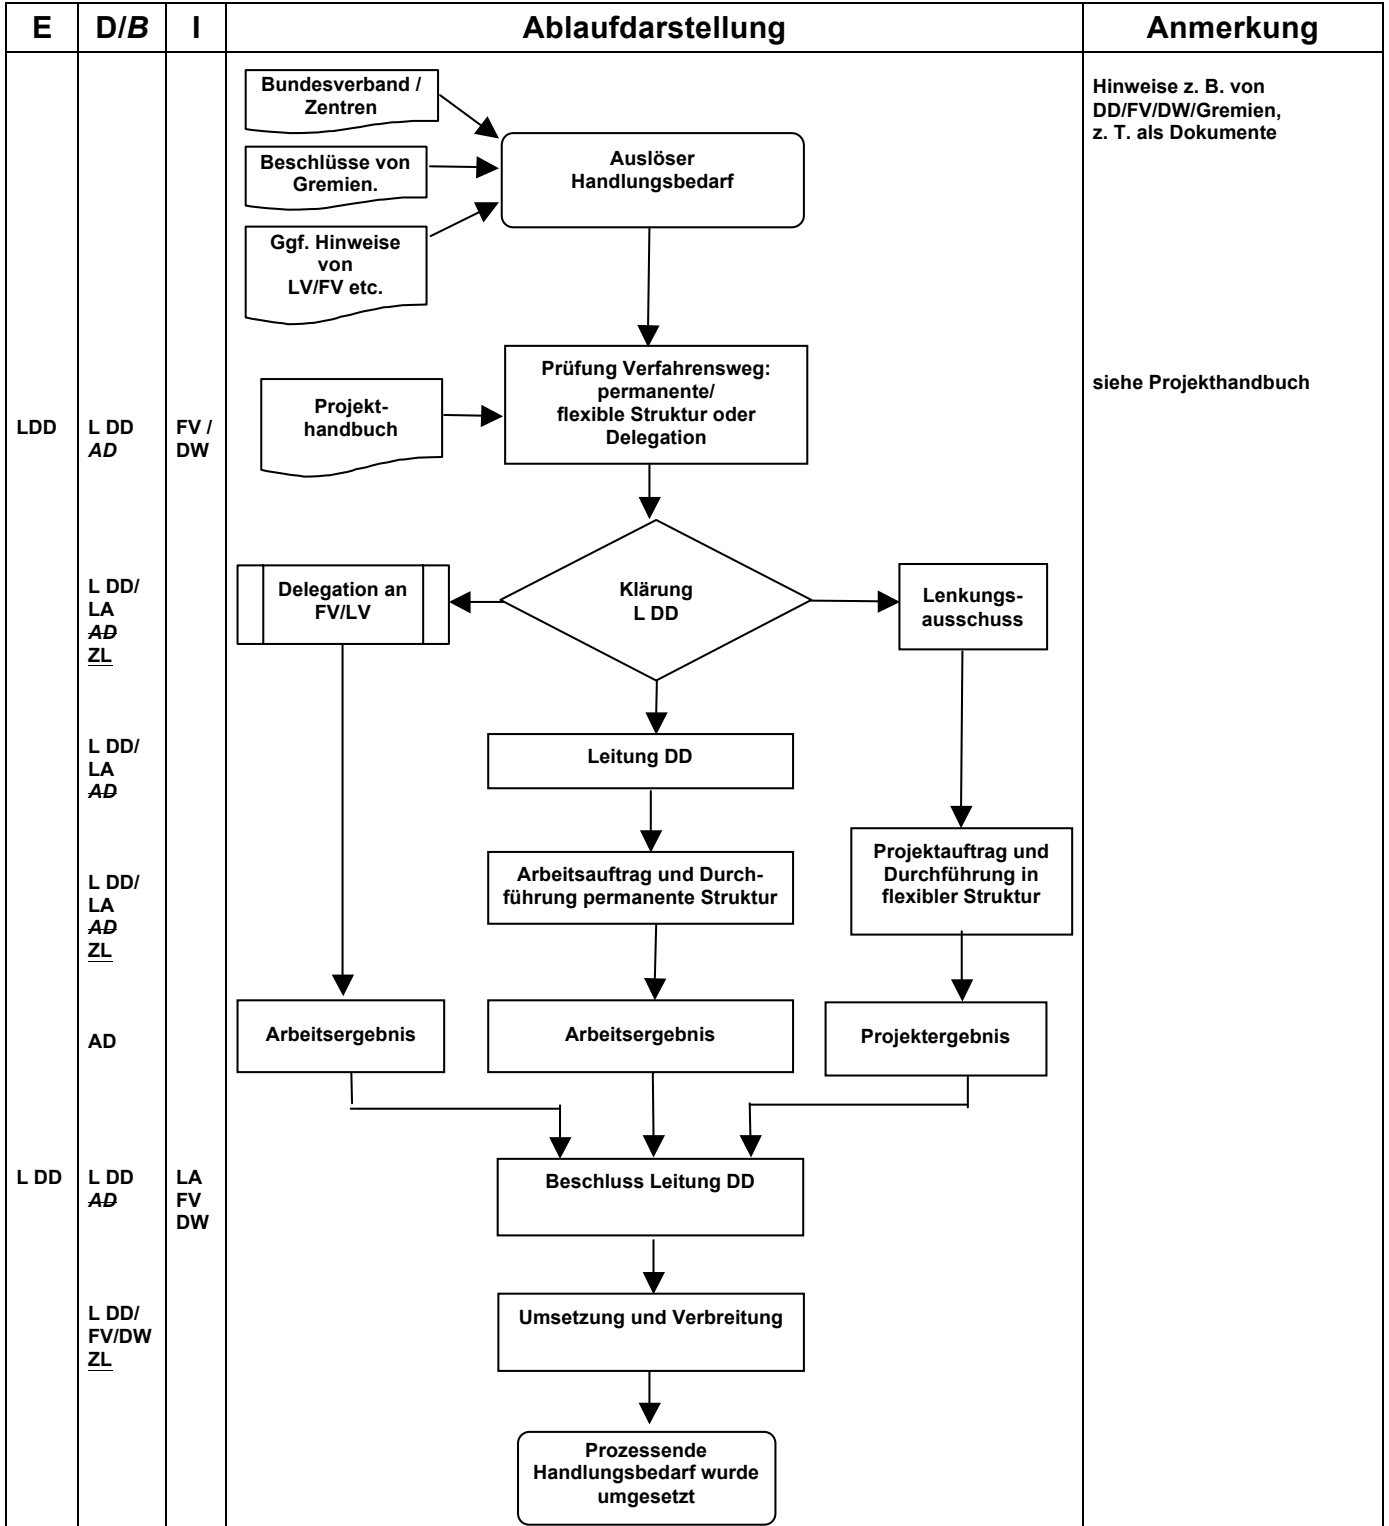 E D/B I Ablaufdarstellung Anmerkung
Bundesverband /
Zentren
Hinweise z. B. von
DD/FV/DW/Gremien,
z. T. als Dokumente
Beschlüsse von
Gremien.
Auslöser
Handlungsbedarf
Ggf. Hinweise
von
LV/FV etc.
LDD
L DD
AD
FV /
DW
Projekt-
handbuch
Prüfung Verfahrensweg:
permanente/
flexible Struktur oder
Delegation
siehe Projekthandbuch
L DD/
LA
AD
ZL
Delegation an
FV/LV
Klärung
L DD
Lenkungs-
ausschuss
L DD/
LA
AD
Leitung DD
L DD/
LA
AD
ZL
Arbeitsauftrag und Durch-
führung permanente Struktur
Projektauftrag und
Durchführung in
flexibler Struktur
AD
Arbeitsergebnis
Arbeitsergebnis
Projektergebnis
L DD
L DD
AD
LA
FV
DW
Beschluss Leitung DD
L DD/
FV/DW
ZL
Umsetzung und Verbreitung
Prozessende
Handlungsbedarf wurde
umgesetzt